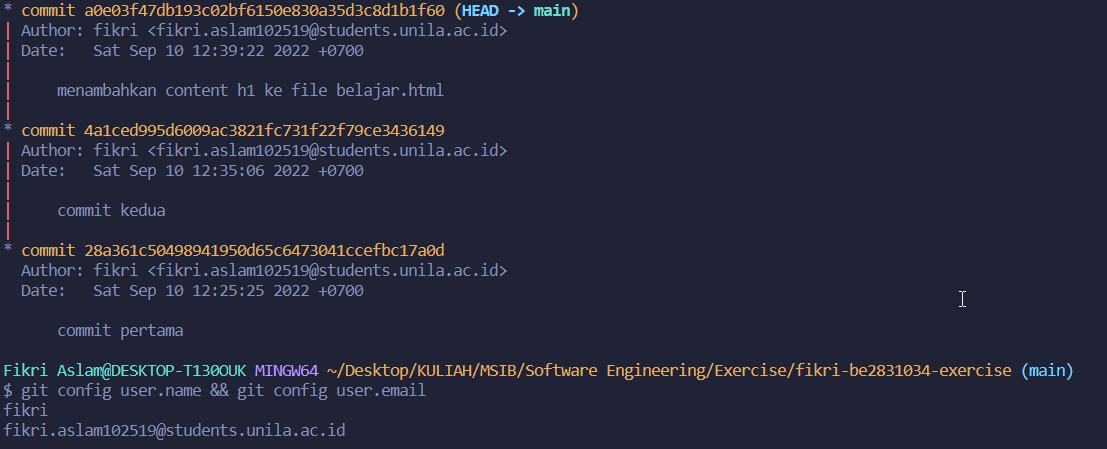 * commit a0e03f47db193c02bf6150e830a35d3c8d1b1f60 (HEAD -> main)
| Author: fikri <fikri.aslam102519@students.unila.ac.id>
| Date:   Sat Sep 10 12:39:22 2022 +0700
|
|     menambahkan content h1 ke file belajar.html
|
* commit 4a1ced995d6009ac3821fc731f22f79ce3436149
| Author: fikri <fikri.aslam102519@students.unila.ac.id>
| Date:   Sat Sep 10 12:35:06 2022 +0700
|
|     commit kedua
|
* commit 28a361c50498941950d65c6473041ccefbc17a0d
  Author: fikri <fikri.aslam102519@students.unila.ac.id>
  Date:   Sat Sep 10 12:25:25 2022 +0700

      commit pertama

Fikri Aslam@DESKTOP-T130OUK MINGW64 ~/Desktop/KULIAH/MSIB/Software Engineering/Exercise/fikri-be2831034-exercise (main)
$ git config user.name && git config user.email
fikri
fikri.aslam102519@students.unila.ac.id